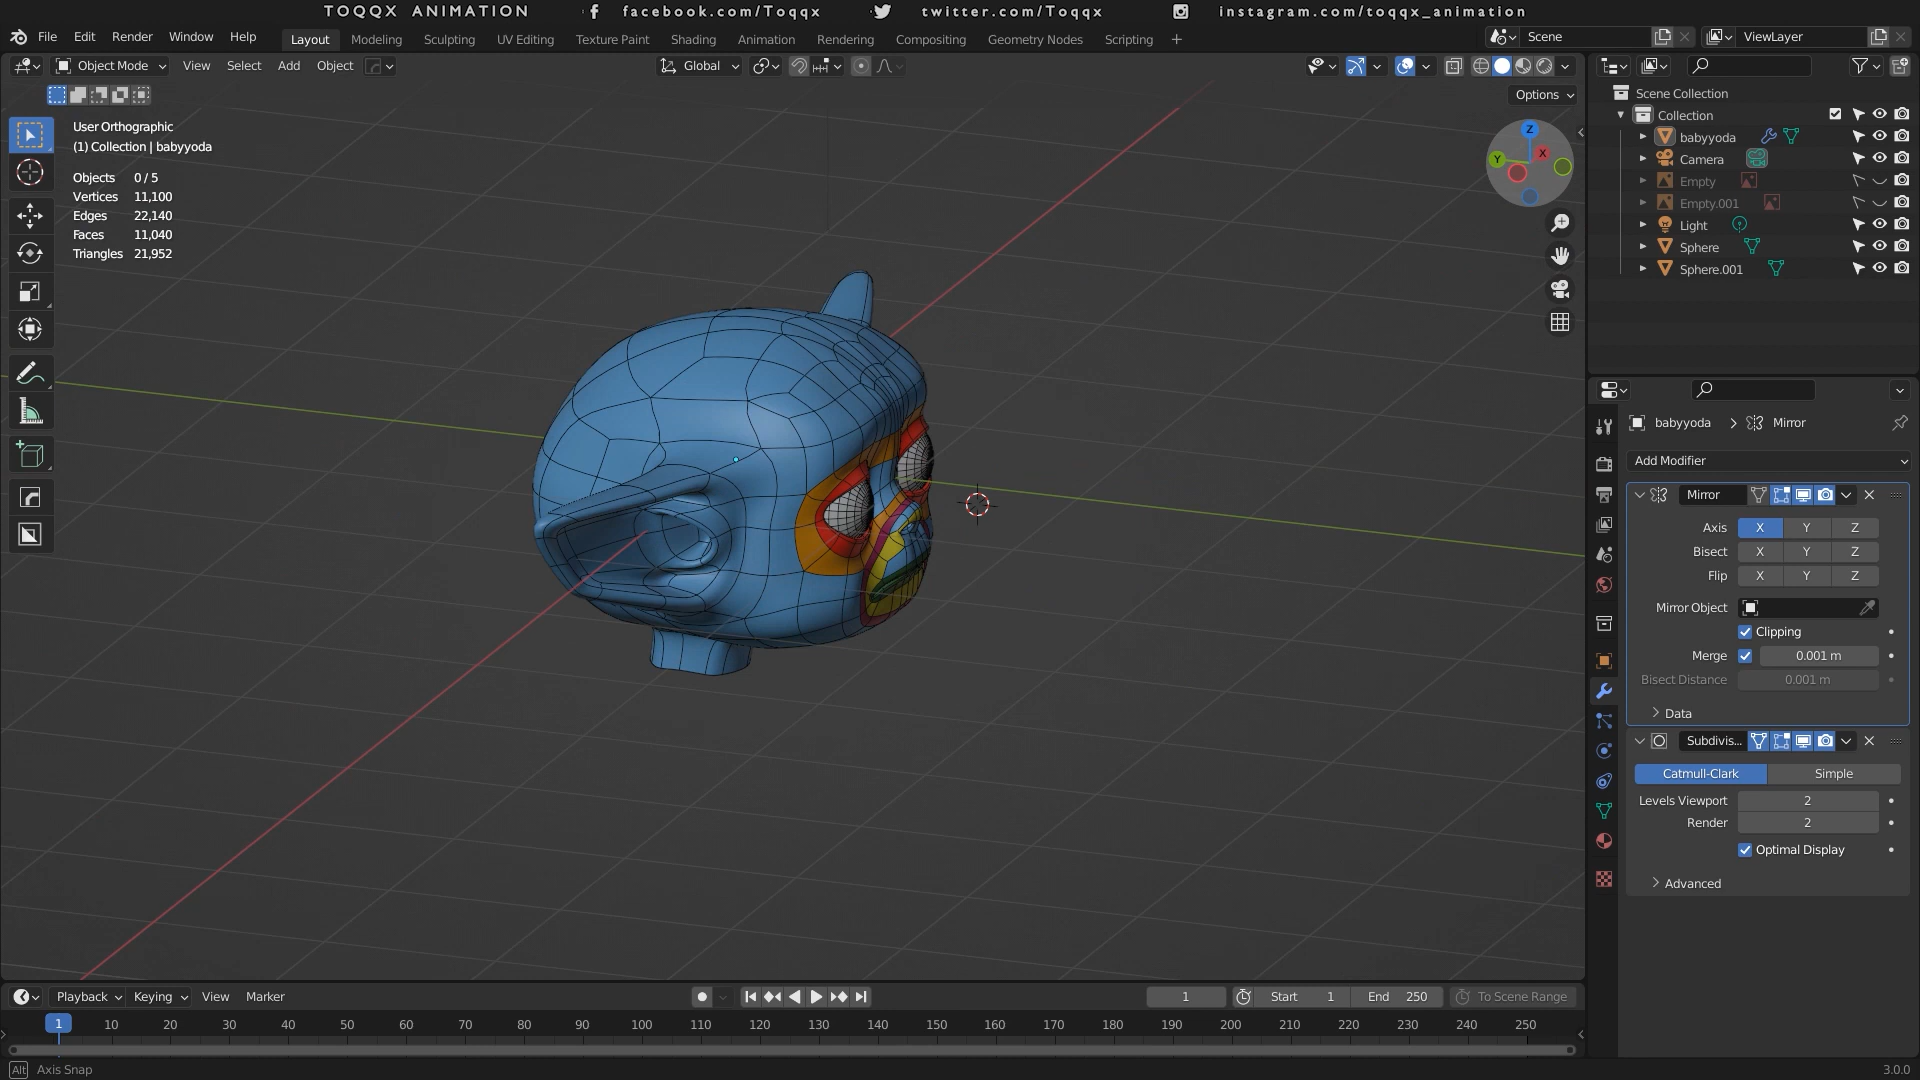 TOQQX ANIMATION facebook.com/Toqqx twitter.com/Toqqx instagram.com/toqqx_animation
File Edit Render Window Help Layout Modeling Sculpting UV Editing Texture Paint Shading Animation Rendering Compositing Geometry Nodes Scripting Scene ViewLayer
Object Mode View Select Add Object Global
Options
User Orthographic
(1) Collection | babyyoda
Objects 0 / 5
Vertices 11,100
Edges 22,140
Faces 11,040
Triangles 21,952
Z
Y
X
Scene Collection
Collection
babyyoda
Camera
Empty
Empty.001
Light
Sphere
Sphere.001
babyyoda Mirror
Add Modifier
Mirror
Axis X Y Z
Bisect X Y Z
Flip X Y Z
Mirror Object
Clipping
Merge 0.001 m
Bisect Distance 0.001 m
Data
Subdivis...
Catmull-Clark Simple
Levels Viewport 2
Render 2
Optimal Display
Advanced
Playback Keying View Marker 1 Start 1 End 250 To Scene Range
1 10 20 30 40 50 60 70 80 90 100 110 120 130 140 150 160 170 180 190 200 210 220 230 240 250
Alt Axis Snap 3.0.0